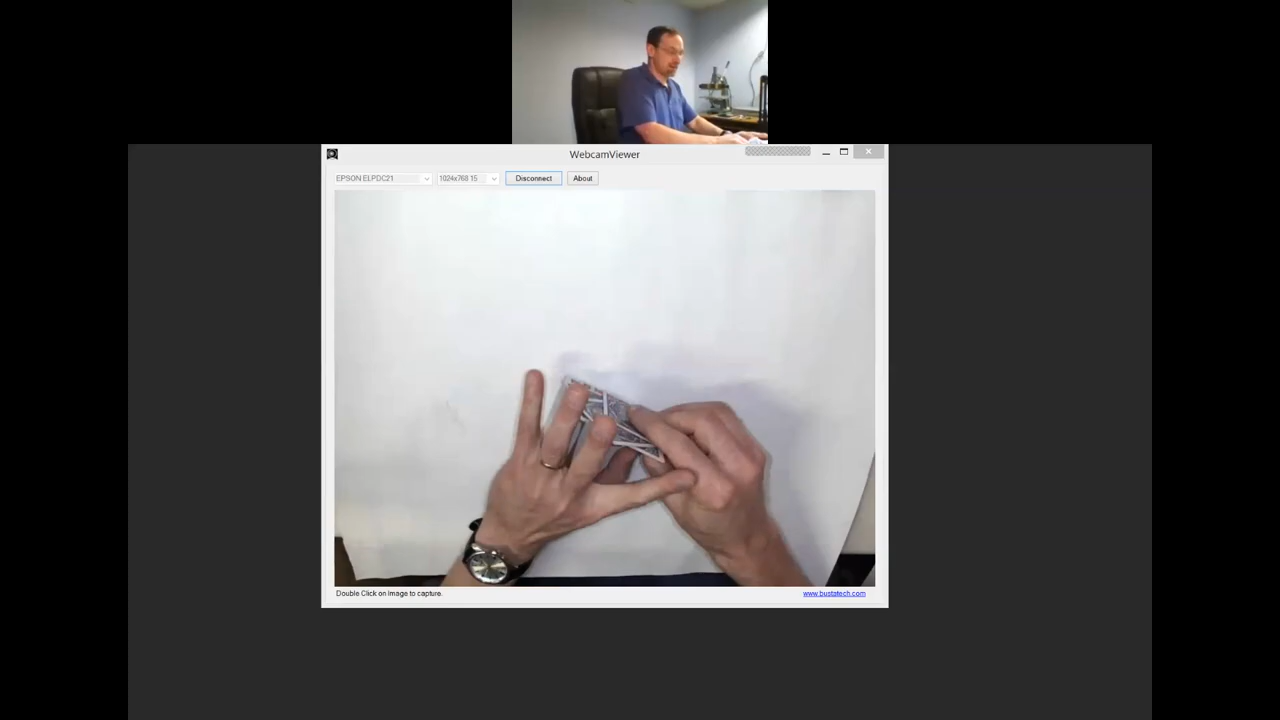 WebcamViewer
EPSON ELPDC21
1024x768 15
Disconnect
About
Double Click on Image to capture.
www.bustatech.com